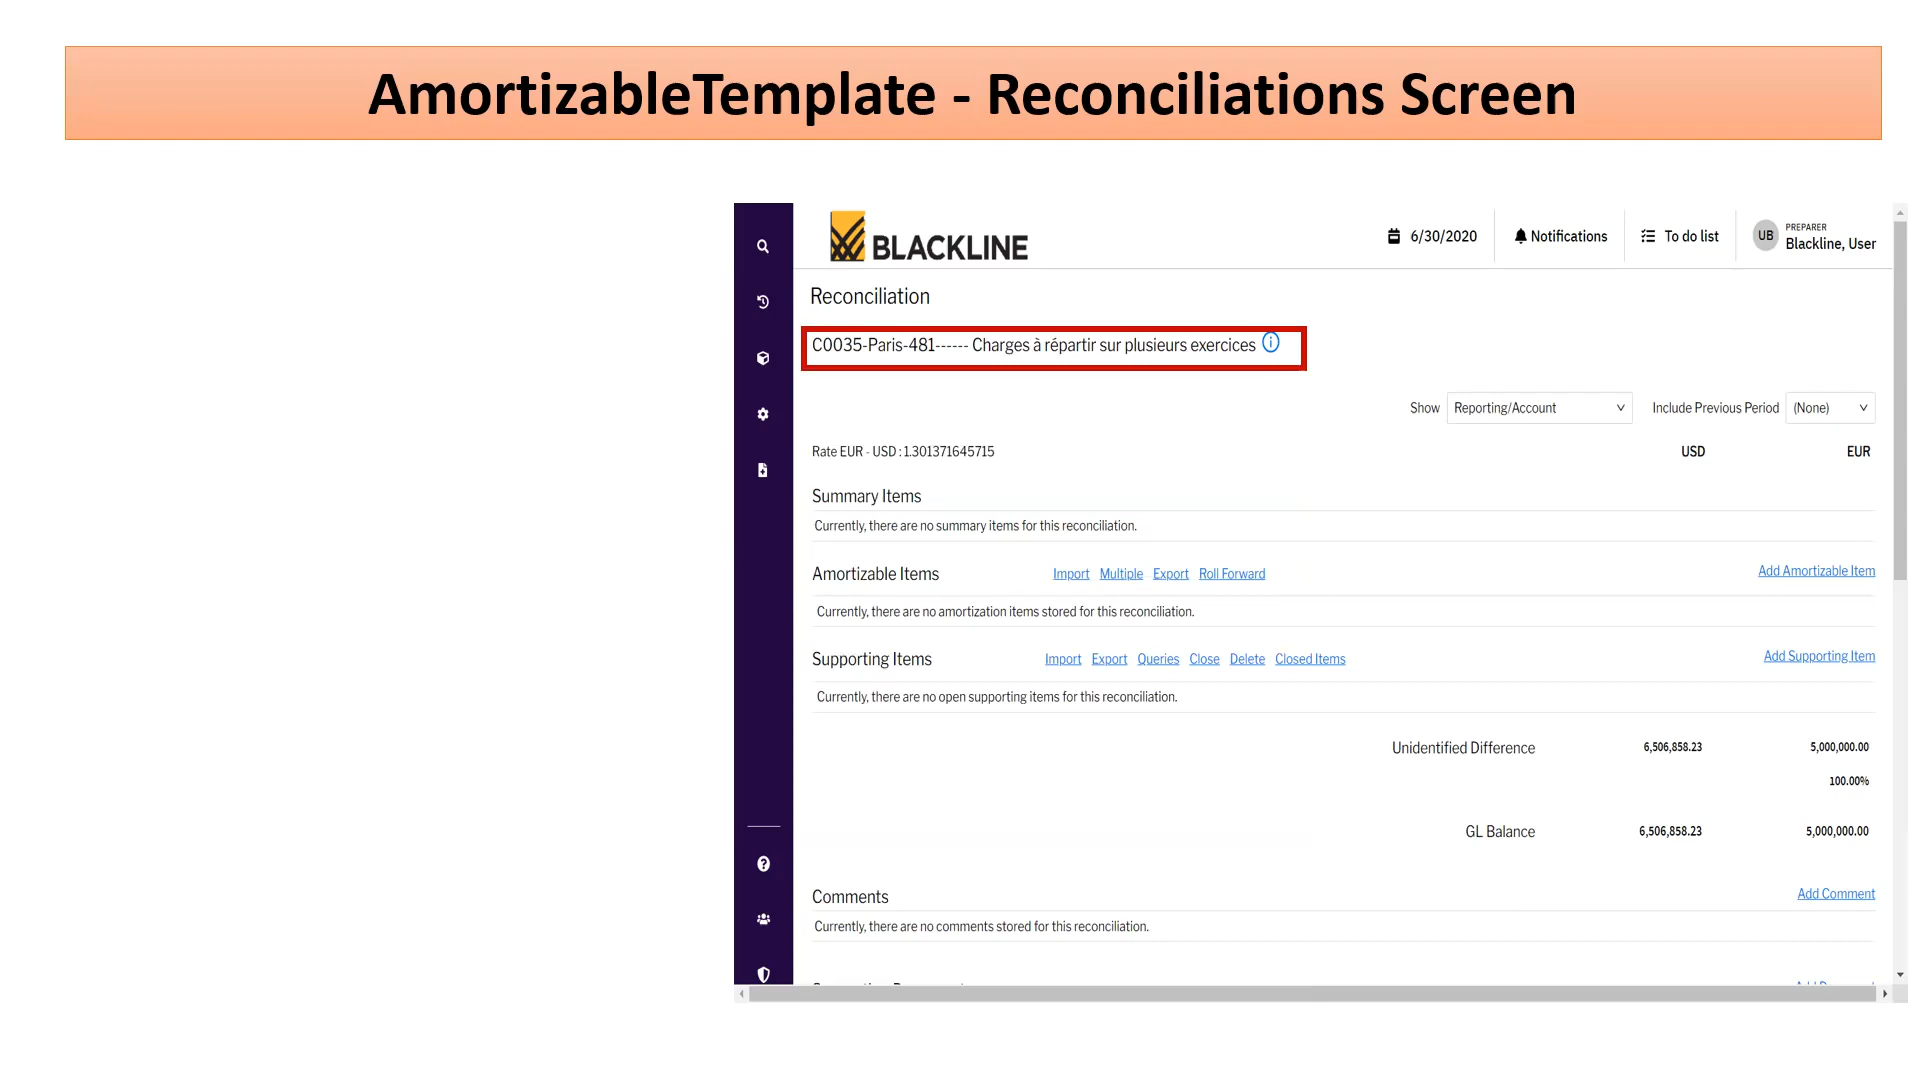 AmortizableTemplate - Reconciliations Screen
BLACKLINE
6/30/2020 Notifications To do list UB PREPARER Blackline, User
Reconciliation
C0035-Paris-481------ Charges à répartir sur plusieurs exercices
Show Reporting/Account Include Previous Period (None)
Rate EUR - USD : 1.301371645715 USD EUR
Summary Items
Currently, there are no summary items for this reconciliation.
Amortizable Items Import Multiple Export Roll Forward Add Amortizable Item
Currently, there are no amortization items stored for this reconciliation.
Supporting Items Import Export Queries Close Delete Closed Items Add Supporting Item
Currently, there are no open supporting items for this reconciliation.
Unidentified Difference 6,506,858.23 5,000,000.00
100.00%
GL Balance 6,506,858.23 5,000,000.00
Comments Add Comment
Currently, there are no comments stored for this reconciliation.